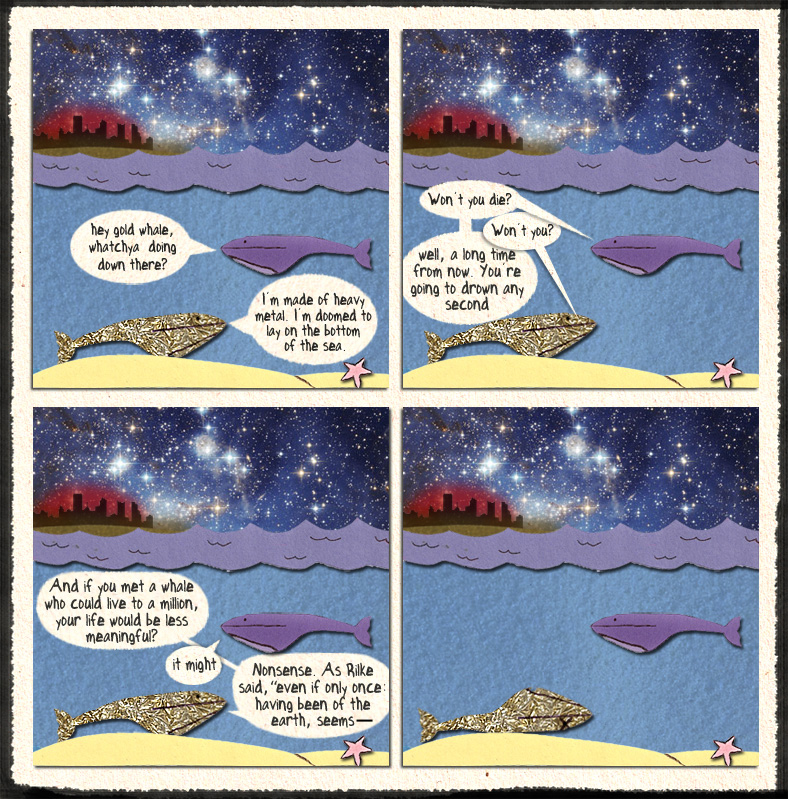 hey gold whale,
whatchya doing
down there?
I'm made of heavy
metal. I'm doomed to
lay on the bottom
of the sea.
Won't you die?
Won't you?
well, a long time
from now. You're
going to drown any
second
And if you met a whale
who could live to a million,
your life would be less
meaningful?
it might
Nonsense. As Rilke
said, "even if only once:
having been of the
earth, seems—